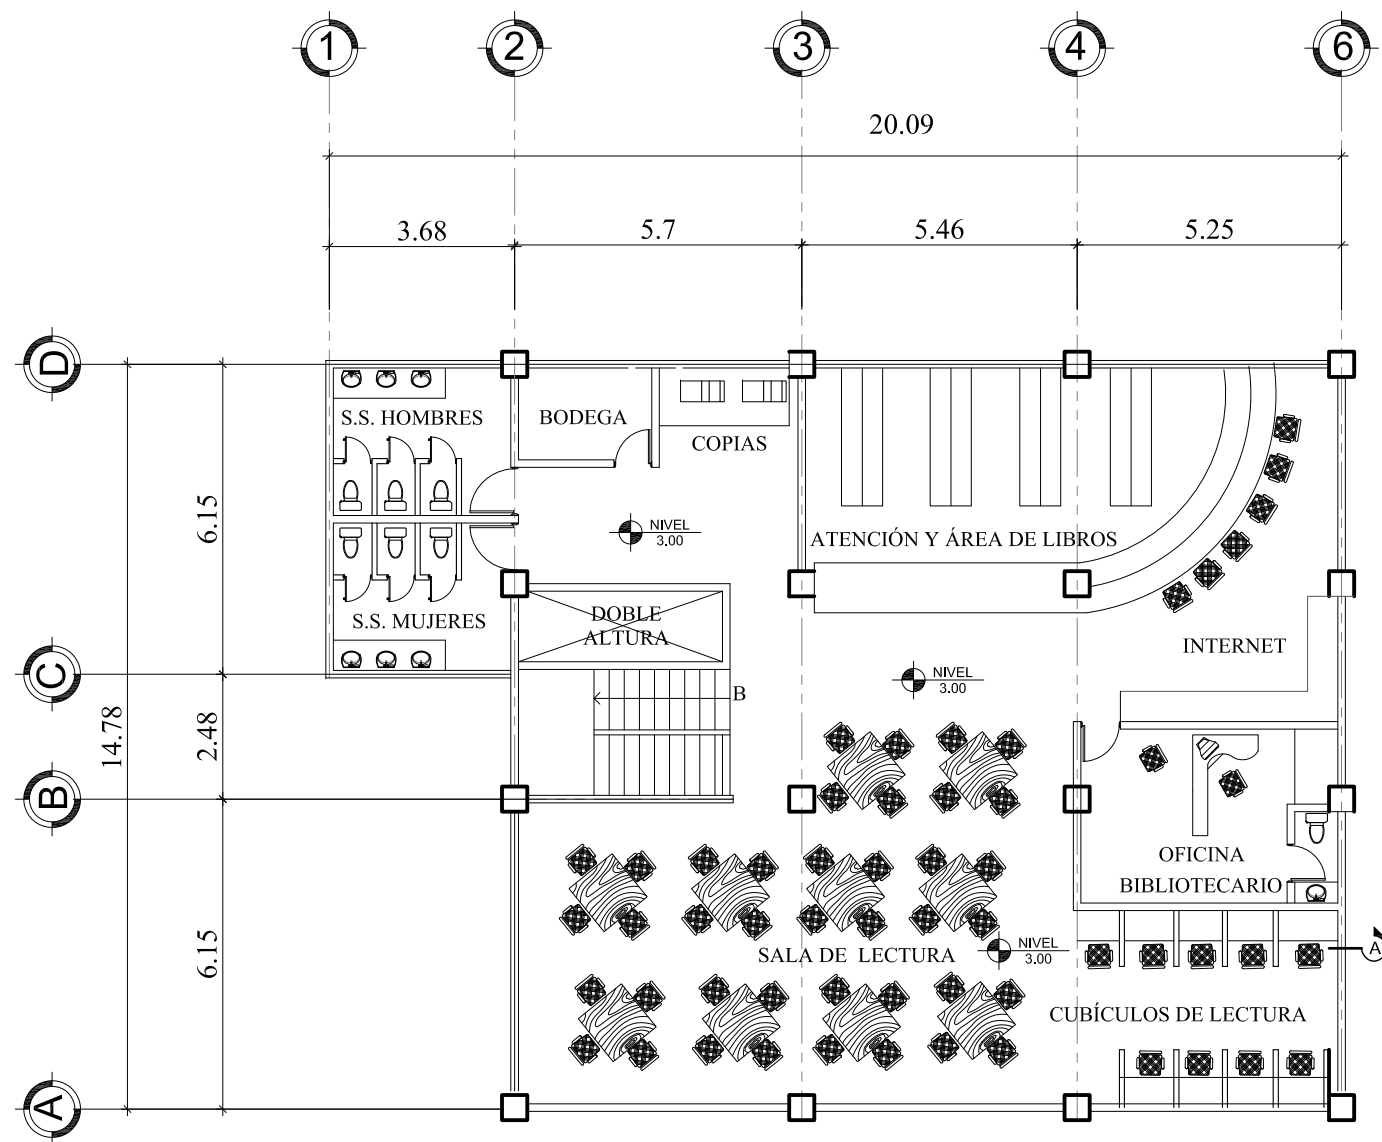 1 2 3 4 6
20.09
3.68 5.7 5.46 5.25
D
S.S. HOMBRES
BODEGA
COPIAS
6.15
NIVEL
3.00
ATENCIÓN Y ÁREA DE LIBROS
S.S. MUJERES
DOBLE
ALTURA
INTERNET
C
NIVEL
3.00
B
14.78
2.48
B
OFICINA
BIBLIOTECARIO
6.15
SALA DE LECTURA
NIVEL
3.00
A
CUBÍCULOS DE LECTURA
A